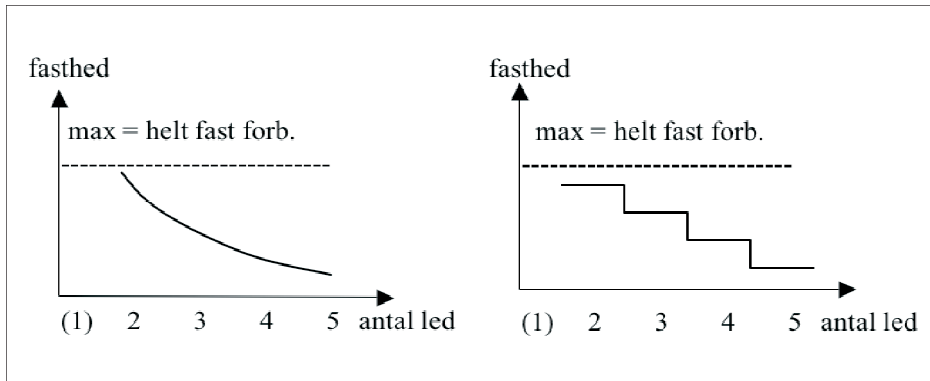 fasthed
max = helt fast forb.
(1) 2 3 4 5 antal led
fasthed
max = helt fast forb.
(1) 2 3 4 5 antal led